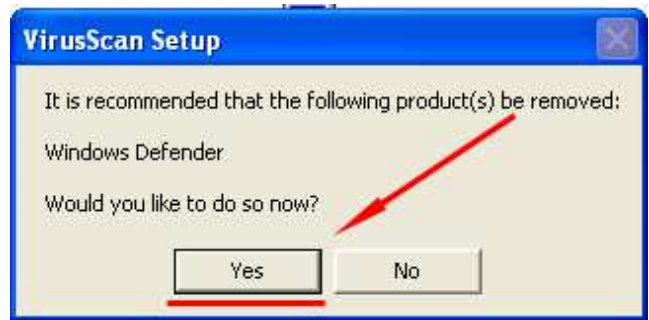 VirusScan Setup
It is recommended that the following product(s) be removed:
Windows Defender
Would you like to do so now?
Yes No